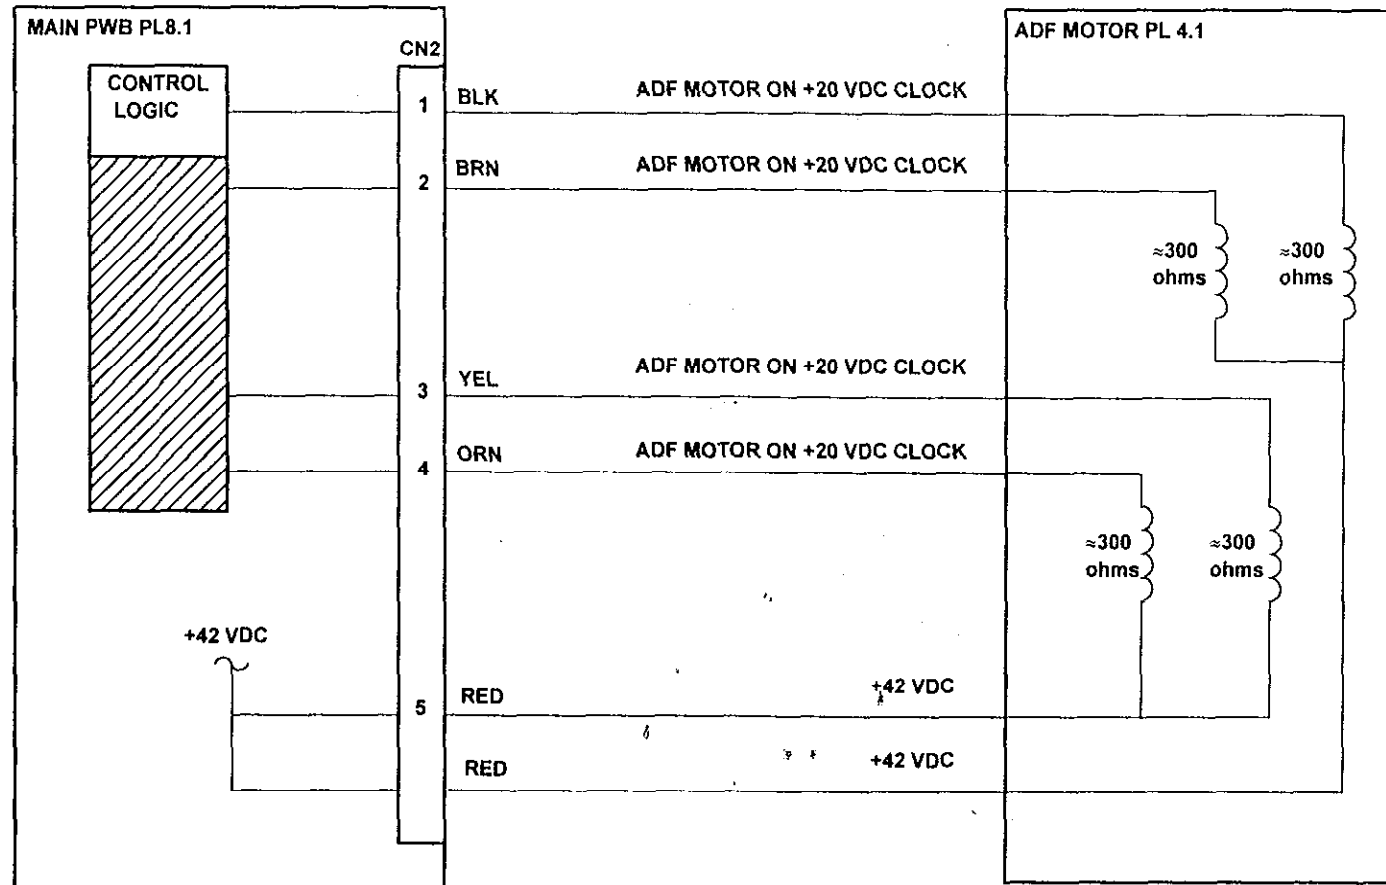 MAIN PWB PL8.1
ADF MOTOR PL 4.1
CN2
CONTROL
LOGIC
1
BLK
ADF MOTOR ON +20 VDC CLOCK
2
BRN
ADF MOTOR ON +20 VDC CLOCK
≈300
ohms
≈300
ohms
3
YEL
ADF MOTOR ON +20 VDC CLOCK
4
ORN
ADF MOTOR ON +20 VDC CLOCK
≈300
ohms
≈300
ohms
+42 VDC
5
RED
+42 VDC
RED
+42 VDC